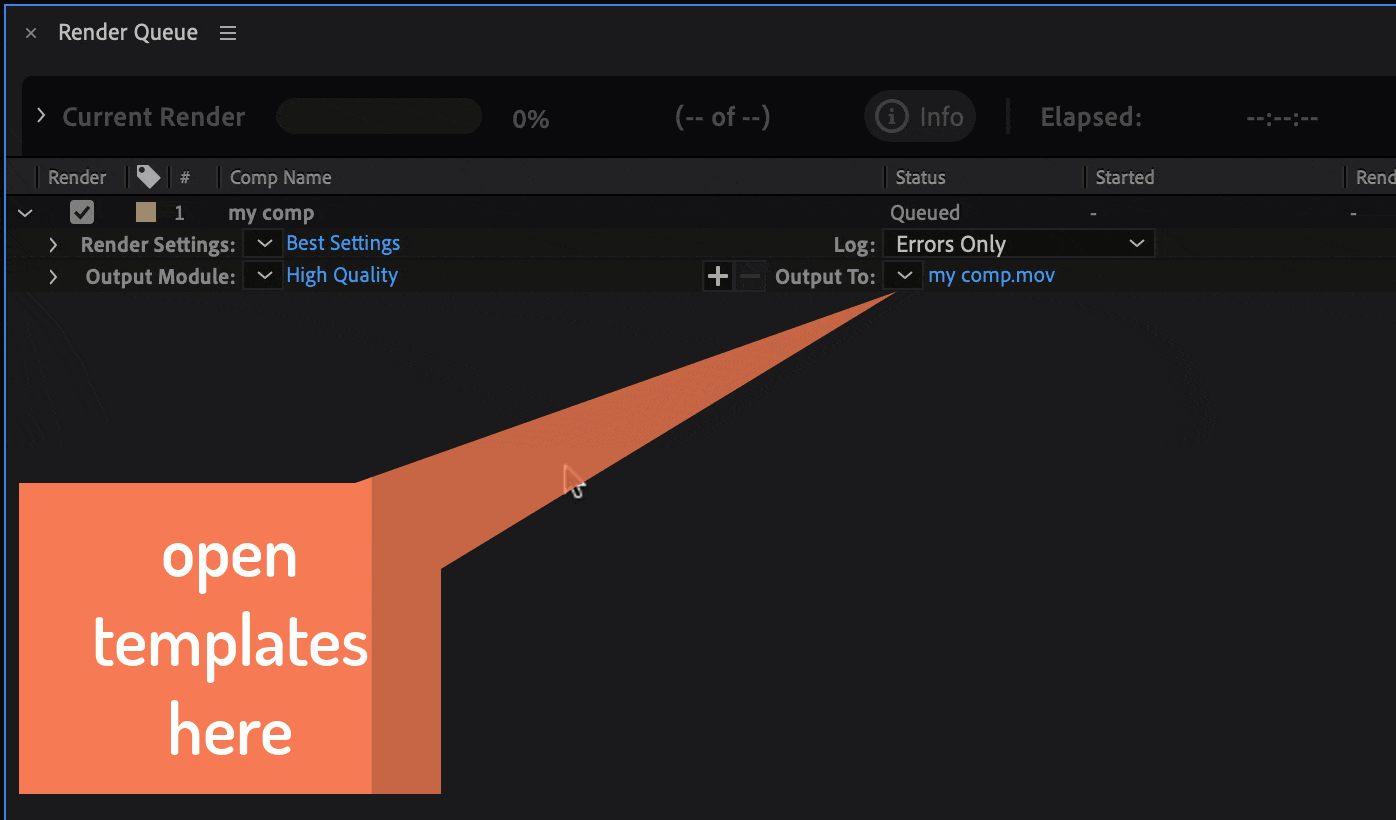 × Render Queue
Current Render 0% (-- of --) i Info Elapsed: --:--:--
Render # Comp Name Status Started Rend
1 my comp Queued - -
Render Settings: Best Settings Log: Errors Only
Output Module: High Quality + − Output To: my comp.mov
open
templates
here